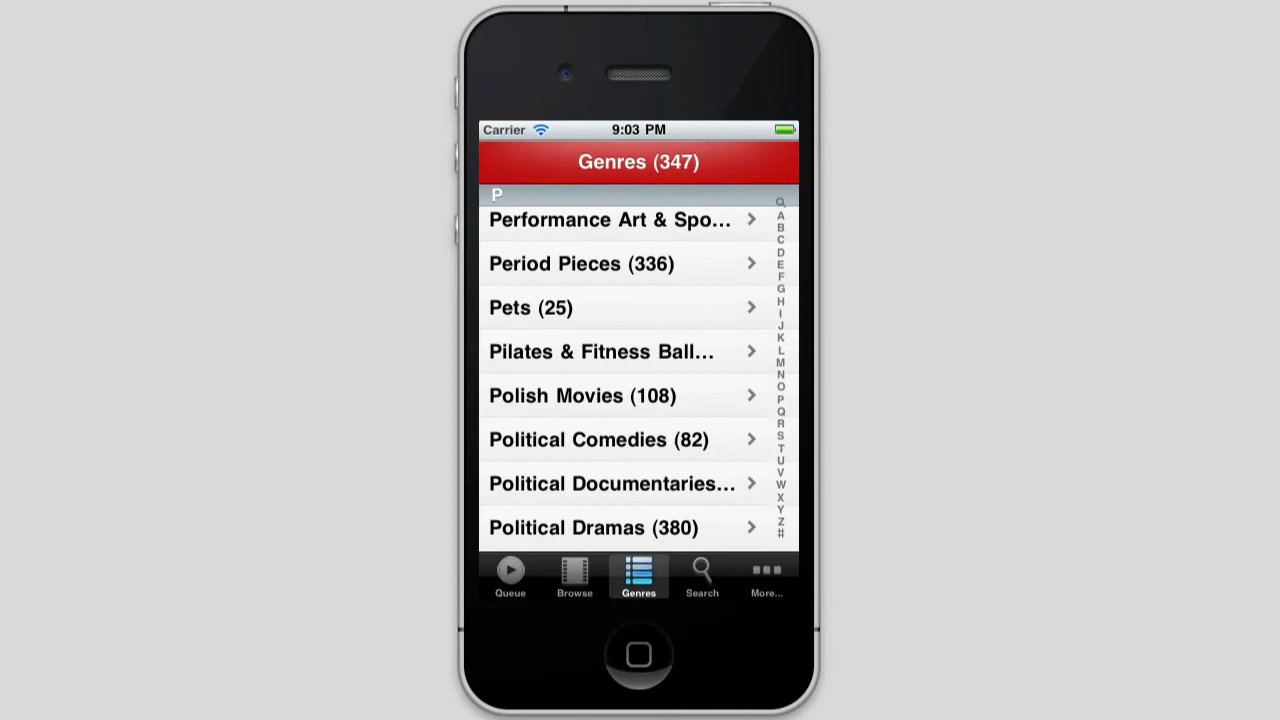 Carrier 9:03 PM
Genres (347)
P
Performance Art & Spo...
Period Pieces (336)
Pets (25)
Pilates & Fitness Ball...
Polish Movies (108)
Political Comedies (82)
Political Documentaries...
Political Dramas (380)
A
B
C
D
E
F
G
H
I
J
K
L
M
N
O
P
Q
R
S
T
U
V
W
X
Y
Z
#
Queue Browse Genres Search More...